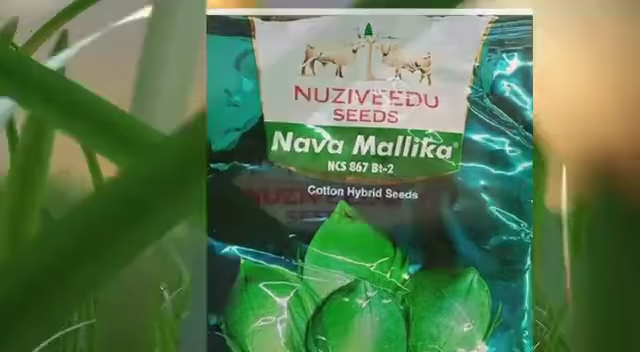 NUZIVEEDU
SEEDS
Nava Mallika
NCS 867 Bt-2
Cotton Hybrid Seeds